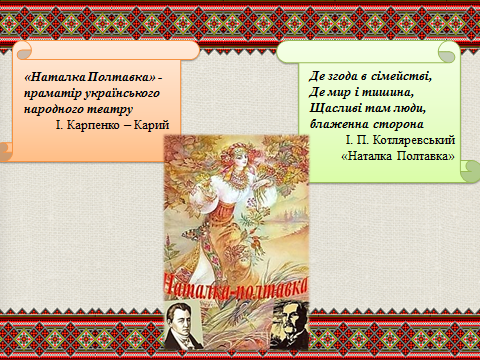 «Наталка Полтавка» -
праматір українського
народного театру
І. Карпенко – Карий
Де згода в сімействі,
Де мир і тишина,
Щасливі там люди,
блаженна сторона
І. П. Котляревський
«Наталка Полтавка»
Наталка-полтавка